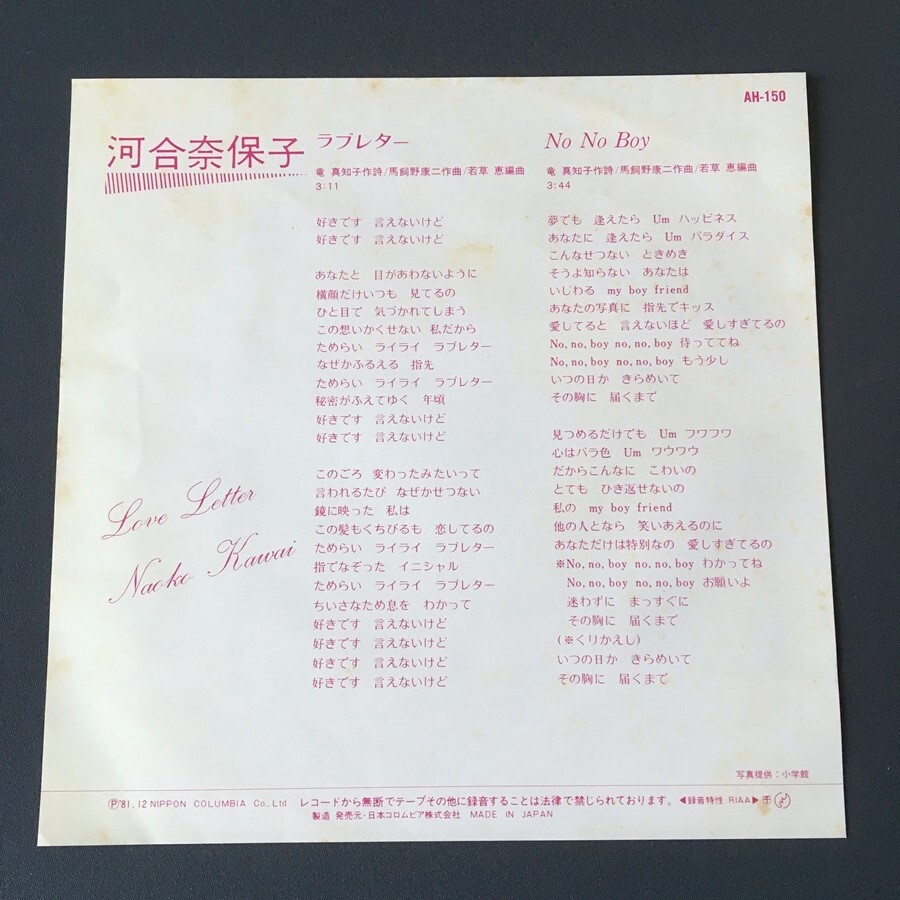 AH-150
河合奈保子
ラブレター
竜 真知子作詩/馬飼野康二作曲/若草 恵編曲
3:11
好きです 言えないけど
好きです 言えないけど
あなたと 目があわないように
横顔だけいつも 見てるの
ひと目で 気づかれてしまう
この想いかくせない 私だから
ためらい ライライ ラブレター
なぜかふるえる 指先
ためらい ライライ ラブレター
秘密がふえてゆく 年頃
好きです 言えないけど
好きです 言えないけど
このごろ 変わったみたいって
言われるたび なぜかせつない
鏡に映った 私は
この髪もくちびるも 恋してるの
ためらい ライライ ラブレター
指でなぞった イニシャル
ためらい ライライ ラブレター
ちいさなため息を わかって
好きです 言えないけど
好きです 言えないけど
好きです 言えないけど
好きです 言えないけど
No No Boy
竜 真知子作詩/馬飼野康二作曲/若草 恵編曲
3:44
夢でも 逢えたら Um ハッピネス
あなたに 逢えたら Um パラダイス
こんなせつない ときめき
そうよ知らない あなたは
いじわる my boy friend
あなたの写真に 指先でキッス
愛してると 言えないほど 愛しすぎてるの
No, no, boy no, no, boy 待っててね
No, no, boy no, no, boy もう少し
いつの日か きらめいて
その胸に 届くまで
見つめるだけでも Um フワフワ
心はバラ色 Um ワウワウ
だからこんなに こわいの
とても ひき返せないの
私の my boy friend
他の人となら 笑いあえるのに
あなただけは特別なの 愛しすぎてるの
※No, no, boy no, no, boy わかってね
No, no, boy no, no, boy お願いよ
迷わずに まっすぐに
その胸に 届くまで
(※くりかえし)
いつの日か きらめいて
その胸に 届くまで
Love Letter
Naoko Kawai
写真提供：小学館
Ⓟ'81.12 NIPPON COLUMBIA Co., Ltd レコードから無断でテープその他に録音することは法律で禁じられております。 ◀録音特性 RIAA▶
製造 発売元・日本コロムビア株式会社 MADE IN JAPAN